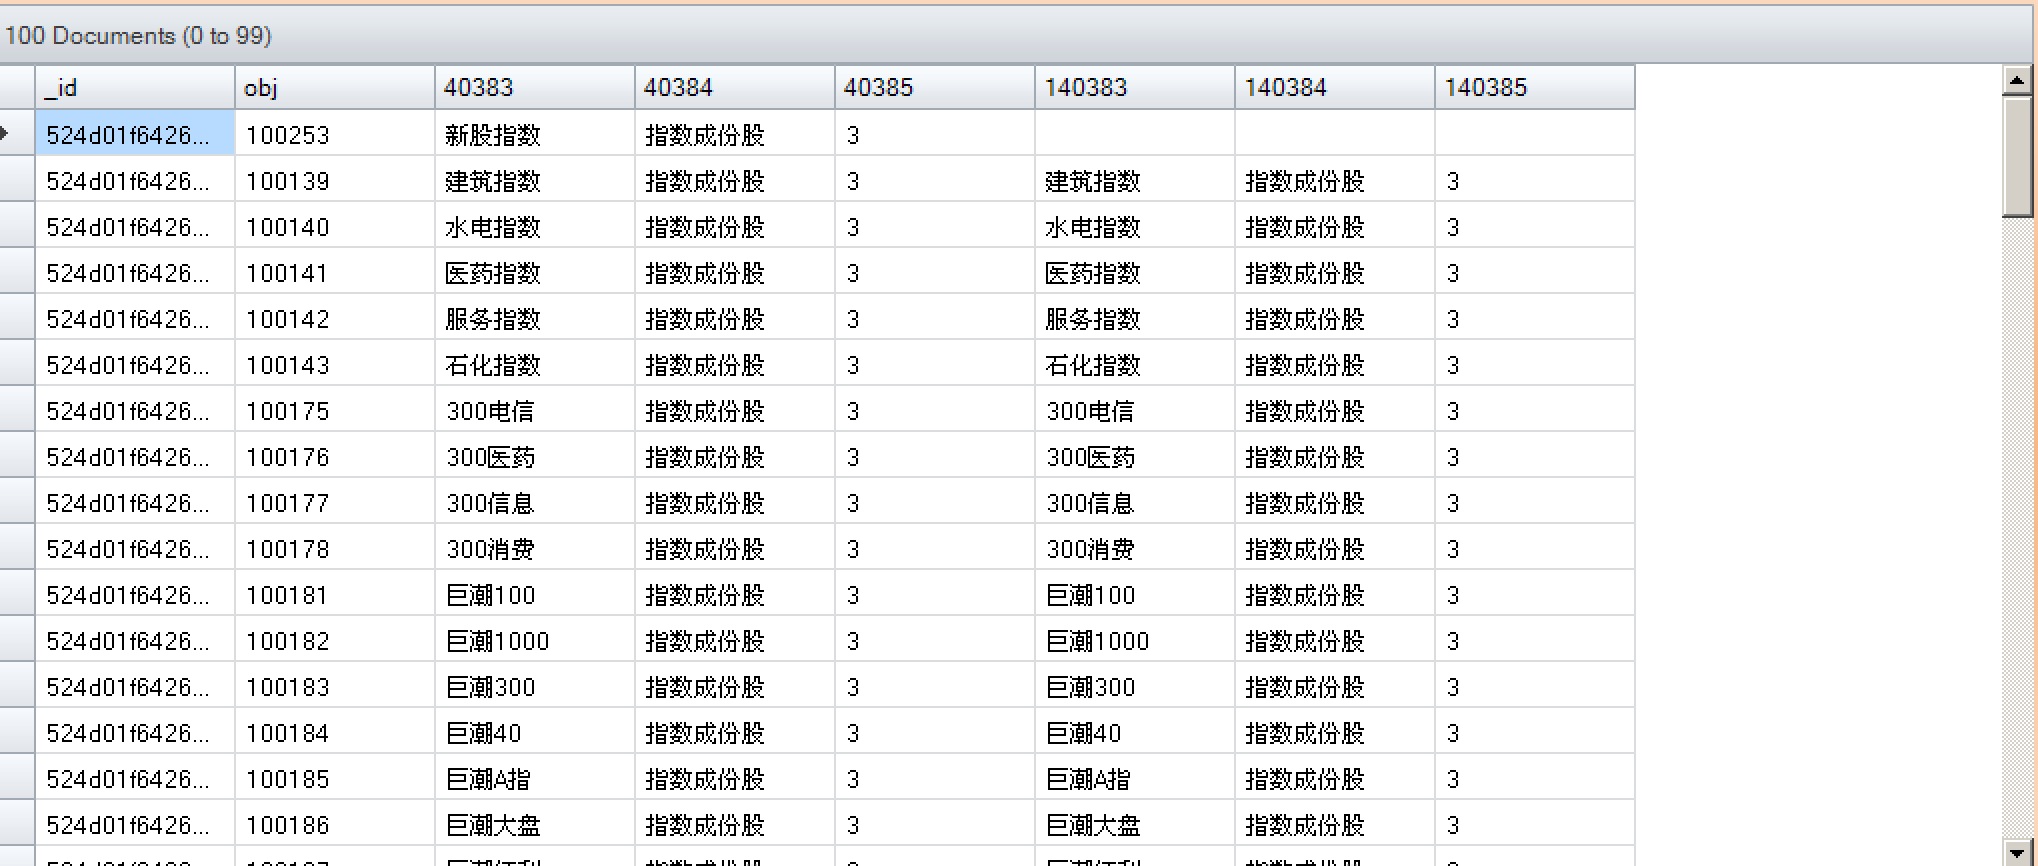 100 Documents (0 to 99)
_id obj 40383 40384 40385 140383 140384 140385
524d01f6426... 100253 新股指数 指数成份股 3
524d01f6426... 100139 建筑指数 指数成份股 3 建筑指数 指数成份股 3
524d01f6426... 100140 水电指数 指数成份股 3 水电指数 指数成份股 3
524d01f6426... 100141 医药指数 指数成份股 3 医药指数 指数成份股 3
524d01f6426... 100142 服务指数 指数成份股 3 服务指数 指数成份股 3
524d01f6426... 100143 石化指数 指数成份股 3 石化指数 指数成份股 3
524d01f6426... 100175 300电信 指数成份股 3 300电信 指数成份股 3
524d01f6426... 100176 300医药 指数成份股 3 300医药 指数成份股 3
524d01f6426... 100177 300信息 指数成份股 3 300信息 指数成份股 3
524d01f6426... 100178 300消费 指数成份股 3 300消费 指数成份股 3
524d01f6426... 100181 巨潮100 指数成份股 3 巨潮100 指数成份股 3
524d01f6426... 100182 巨潮1000 指数成份股 3 巨潮1000 指数成份股 3
524d01f6426... 100183 巨潮300 指数成份股 3 巨潮300 指数成份股 3
524d01f6426... 100184 巨潮40 指数成份股 3 巨潮40 指数成份股 3
524d01f6426... 100185 巨潮A指 指数成份股 3 巨潮A指 指数成份股 3
524d01f6426... 100186 巨潮大盘 指数成份股 3 巨潮大盘 指数成份股 3